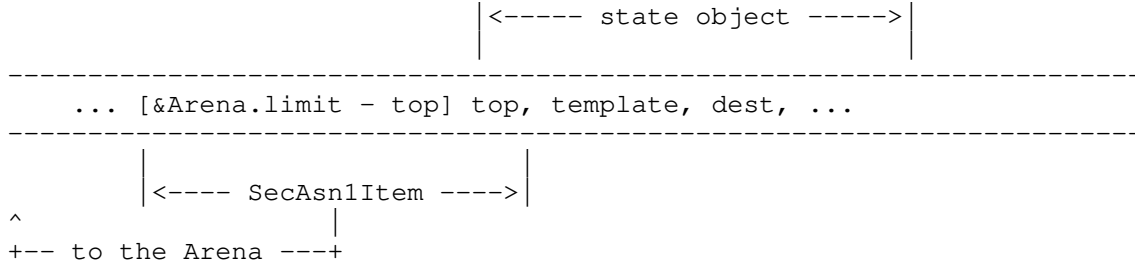 |<----- state object ----->|
|                          |
-----------------------------------------------------------------------
... [&Arena.limit - top] top, template, dest, ...
-----------------------------------------------------------------------
|                       |
|<---- SecAsn1Item ---->|
^                   |
+-- to the Arena ---+